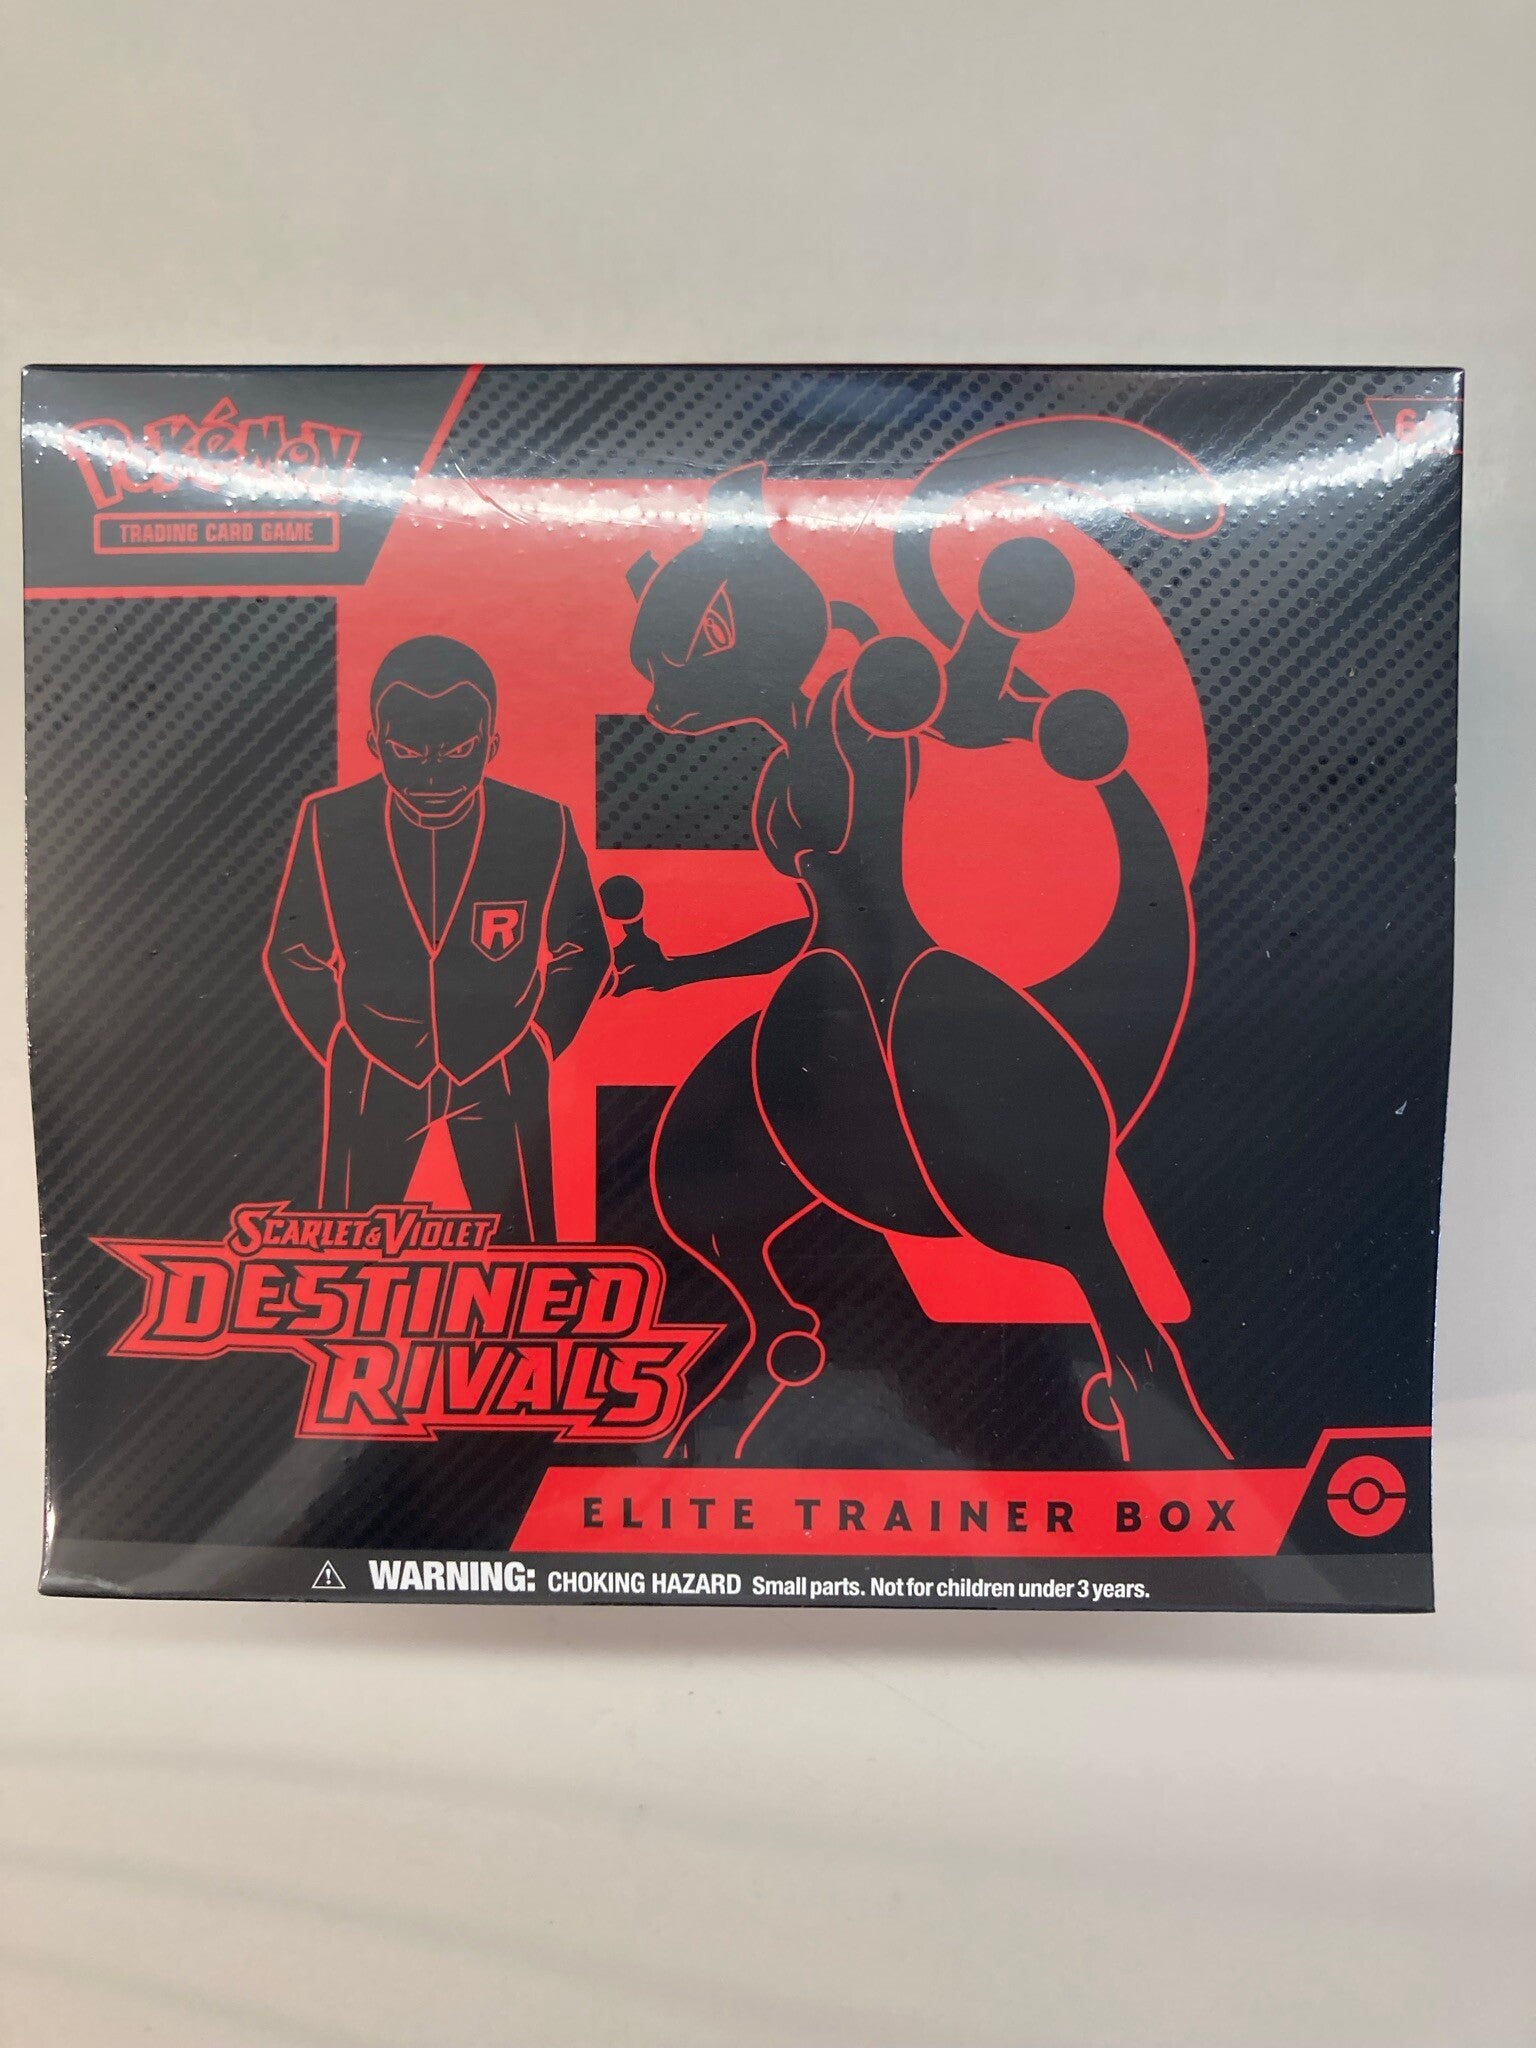 POKéMON
TRADING CARD GAME
6+
R
SCARLET & VIOLET
DESTINED
RIVALS
ELITE TRAINER BOX
WARNING: CHOKING HAZARD Small parts. Not for children under 3 years.